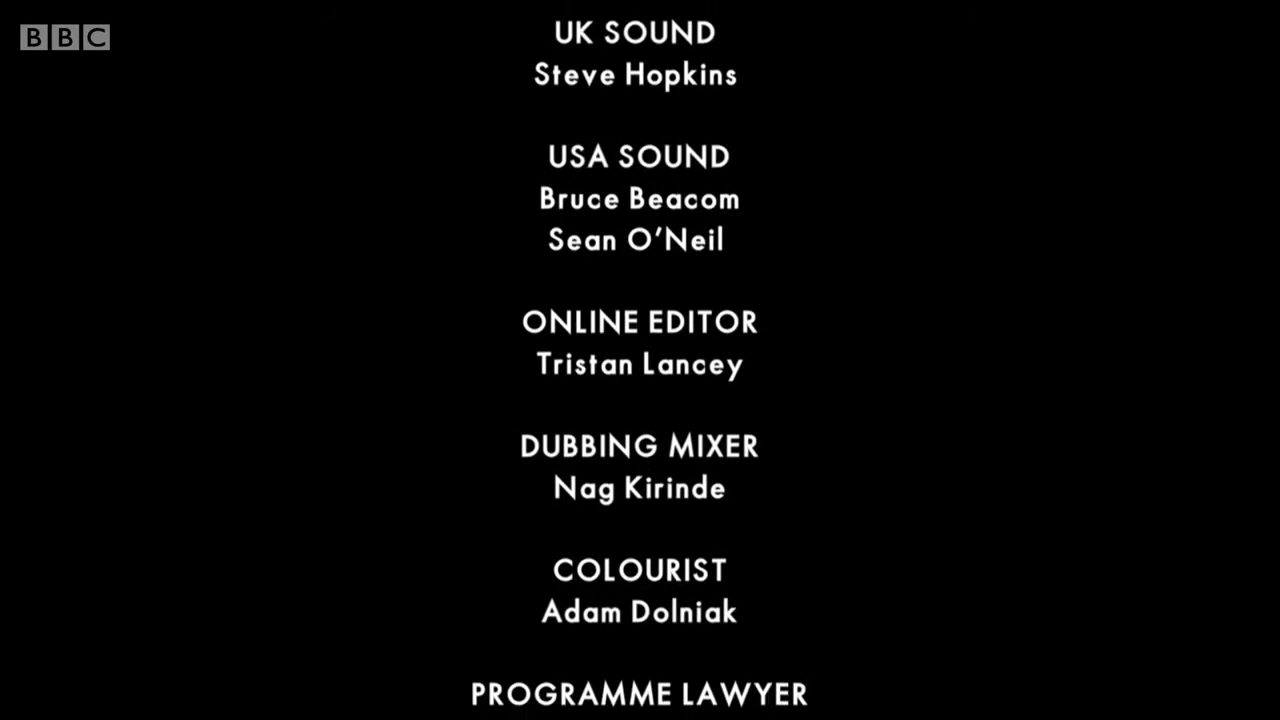 BBC
UK SOUND
Steve Hopkins
USA SOUND
Bruce Beacom
Sean O'Neil
ONLINE EDITOR
Tristan Lancey
DUBBING MIXER
Nag Kirinde
COLOURIST
Adam Dolniak
PROGRAMME LAWYER